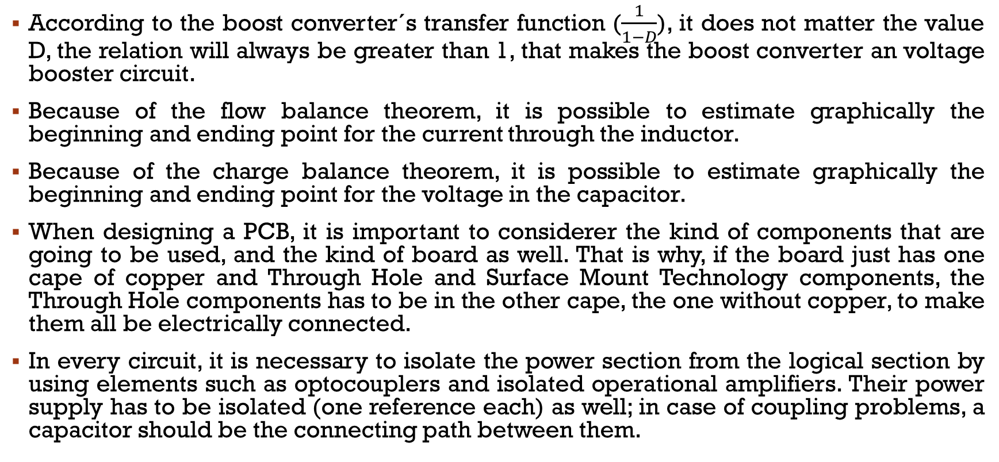 ▪ According to the boost converter´s transfer function (1/(1−D)), it does not matter the value
D, the relation will always be greater than 1, that makes the boost converter an voltage
booster circuit.
▪ Because of the flow balance theorem, it is possible to estimate graphically the
beginning and ending point for the current through the inductor.
▪ Because of the charge balance theorem, it is possible to estimate graphically the
beginning and ending point for the voltage in the capacitor.
▪ When designing a PCB, it is important to considerer the kind of components that are
going to be used, and the kind of board as well. That is why, if the board just has one
cape of copper and Through Hole and Surface Mount Technology components, the
Through Hole components has to be in the other cape, the one without copper, to make
them all be electrically connected.
▪ In every circuit, it is necessary to isolate the power section from the logical section by
using elements such as optocouplers and isolated operational amplifiers. Their power
supply has to be isolated (one reference each) as well; in case of coupling problems, a
capacitor should be the connecting path between them.